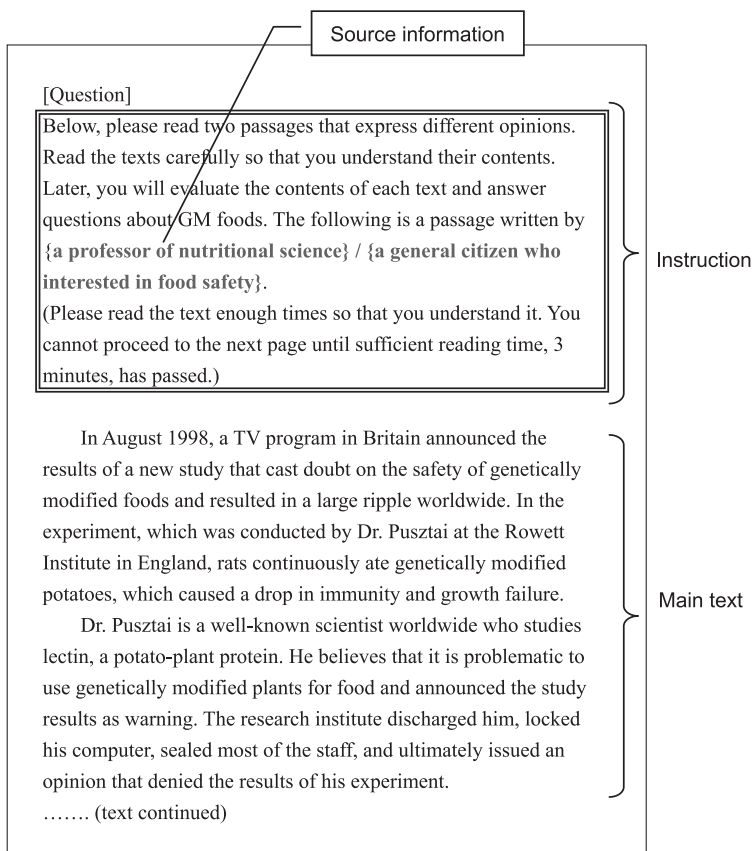 Source information
[Question]
Below, please read two passages that express different opinions.
Read the texts carefully so that you understand their contents.
Later, you will evaluate the contents of each text and answer
questions about GM foods. The following is a passage written by
{a professor of nutritional science} / {a general citizen who
interested in food safety}.
(Please read the text enough times so that you understand it. You
cannot proceed to the next page until sufficient reading time, 3
minutes, has passed.)
Instruction
In August 1998, a TV program in Britain announced the
results of a new study that cast doubt on the safety of genetically
modified foods and resulted in a large ripple worldwide. In the
experiment, which was conducted by Dr. Pusztai at the Rowett
Institute in England, rats continuously ate genetically modified
potatoes, which caused a drop in immunity and growth failure.
Dr. Pusztai is a well-known scientist worldwide who studies
lectin, a potato-plant protein. He believes that it is problematic to
use genetically modified plants for food and announced the study
results as warning. The research institute discharged him, locked
his computer, sealed most of the staff, and ultimately issued an
opinion that denied the results of his experiment.
……. (text continued)
Main text